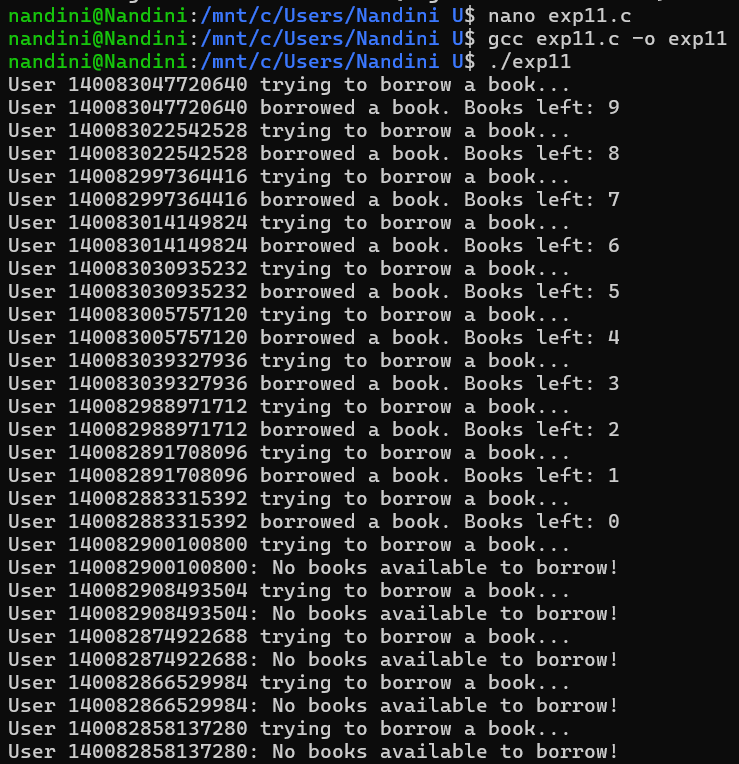 nandini@Nandini:/mnt/c/Users/Nandini U$ nano exp11.c
nandini@Nandini:/mnt/c/Users/Nandini U$ gcc exp11.c -o exp11
nandini@Nandini:/mnt/c/Users/Nandini U$ ./exp11
User 140083047720640 trying to borrow a book...
User 140083047720640 borrowed a book. Books left: 9
User 140083022542528 trying to borrow a book...
User 140083022542528 borrowed a book. Books left: 8
User 140082997364416 trying to borrow a book...
User 140082997364416 borrowed a book. Books left: 7
User 140083014149824 trying to borrow a book...
User 140083014149824 borrowed a book. Books left: 6
User 140083030935232 trying to borrow a book...
User 140083030935232 borrowed a book. Books left: 5
User 140083005757120 trying to borrow a book...
User 140083005757120 borrowed a book. Books left: 4
User 140083039327936 trying to borrow a book...
User 140083039327936 borrowed a book. Books left: 3
User 140082988971712 trying to borrow a book...
User 140082988971712 borrowed a book. Books left: 2
User 140082891708096 trying to borrow a book...
User 140082891708096 borrowed a book. Books left: 1
User 140082883315392 trying to borrow a book...
User 140082883315392 borrowed a book. Books left: 0
User 140082900100800 trying to borrow a book...
User 140082900100800: No books available to borrow!
User 140082908493504 trying to borrow a book...
User 140082908493504: No books available to borrow!
User 140082874922688 trying to borrow a book...
User 140082874922688: No books available to borrow!
User 140082866529984 trying to borrow a book...
User 140082866529984: No books available to borrow!
User 140082858137280 trying to borrow a book...
User 140082858137280: No books available to borrow!